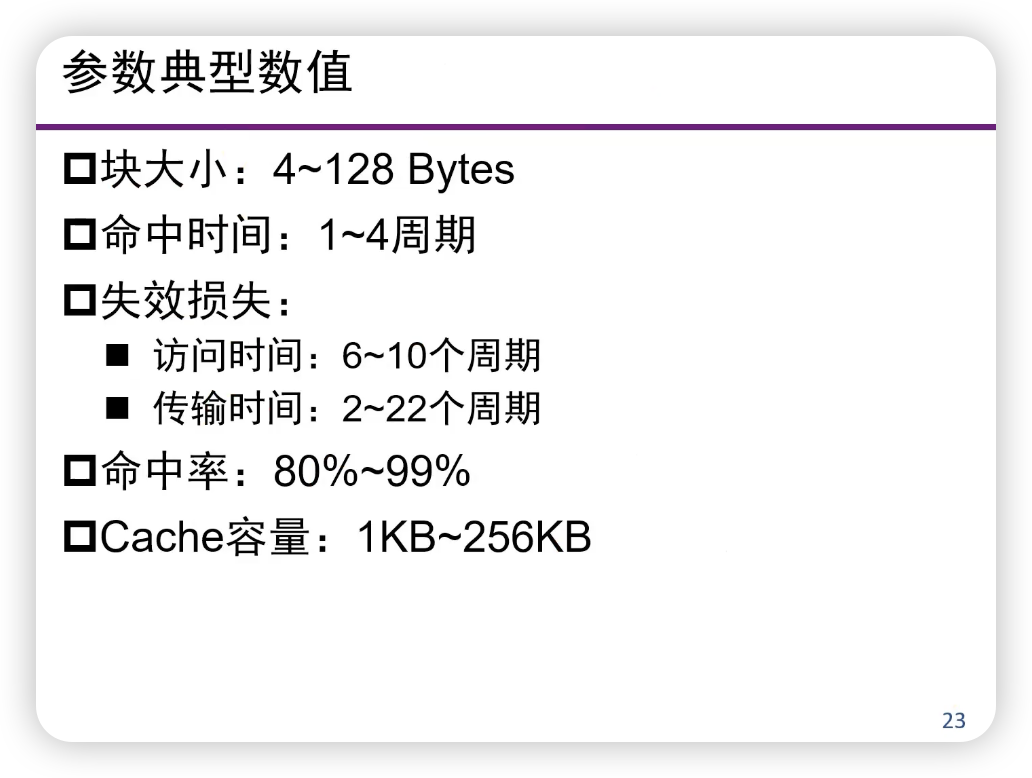 参数典型数值
块大小：4~128 Bytes
命中时间：1~4周期
失效损失：
访问时间：6~10个周期
传输时间：2~22个周期
命中率：80%~99%
Cache容量：1KB~256KB
23